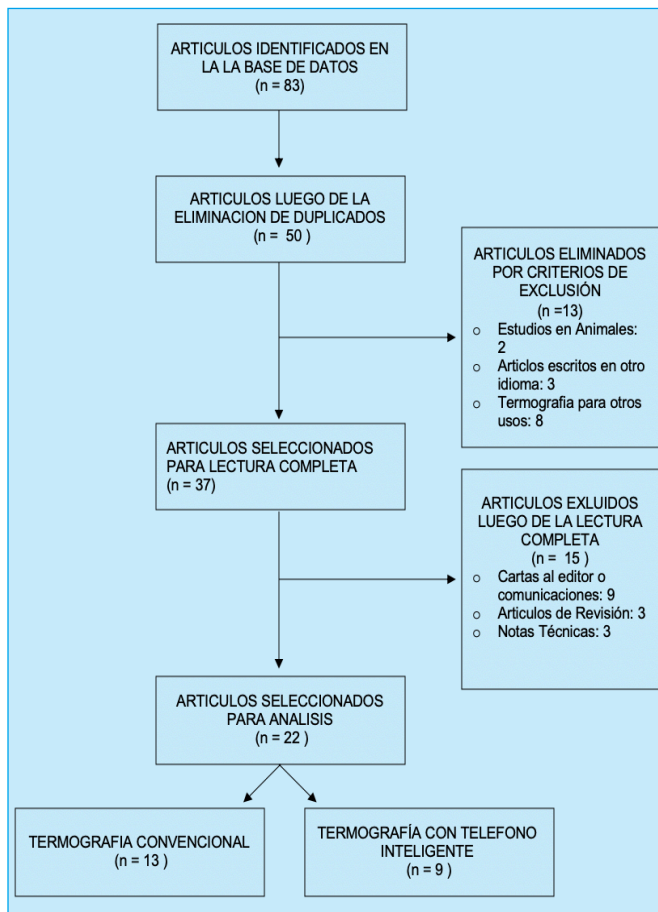 ARTICULOS IDENTIFICADOS EN
LA LA BASE DE DATOS
(n = 83)
ARTICULOS LUEGO DE LA
ELIMINACION DE DUPLICADOS
(n = 50 )
ARTICULOS ELIMINADOS
POR CRITERIOS DE
EXCLUSIÓN
(n =13)
o Estudios en Animales:
2
o Articlos escritos en otro
idioma: 3
o Termografia para otros
usos: 8
ARTICULOS SELECCIONADOS
PARA LECTURA COMPLETA
(n = 37)
ARTICULOS EXLUIDOS
LUEGO DE LA LECTURA
COMPLETA
(n = 15 )
o Cartas al editor o
comunicaciones: 9
o Articulos de Revisión: 3
o Notas Técnicas: 3
ARTICULOS SELECCIONADOS
PARA ANALISIS
(n = 22 )
TERMOGRAFIA CONVENCIONAL
(n = 13 )
TERMOGRAFÍA CON TELEFONO
INTELIGENTE
(n = 9 )